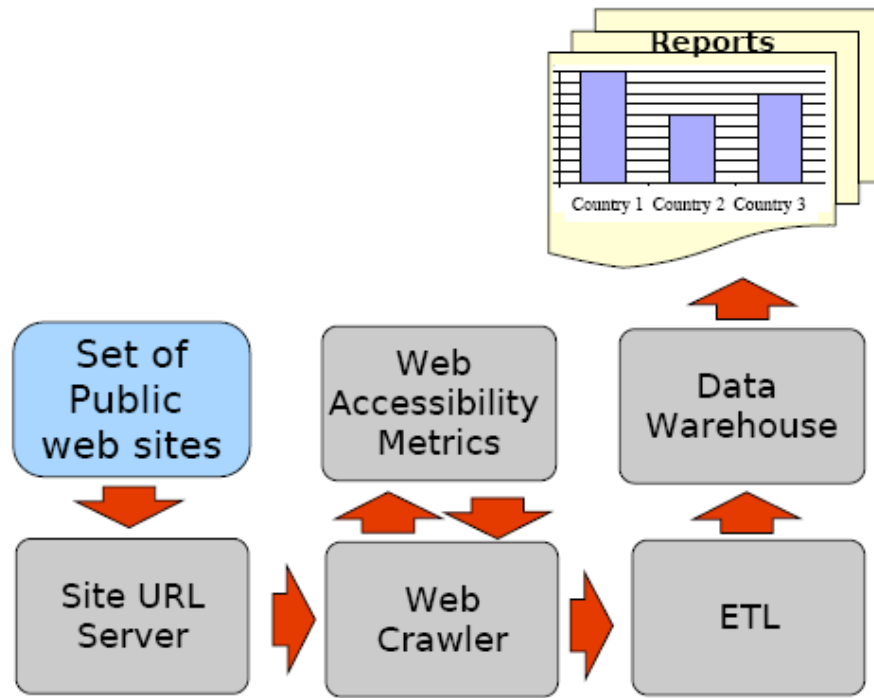 Reports
Country 1 Country 2 Country 3
Set of
Public
web sites
Web
Accessibility
Metrics
Data
Warehouse
Site URL
Server
Web
Crawler
ETL